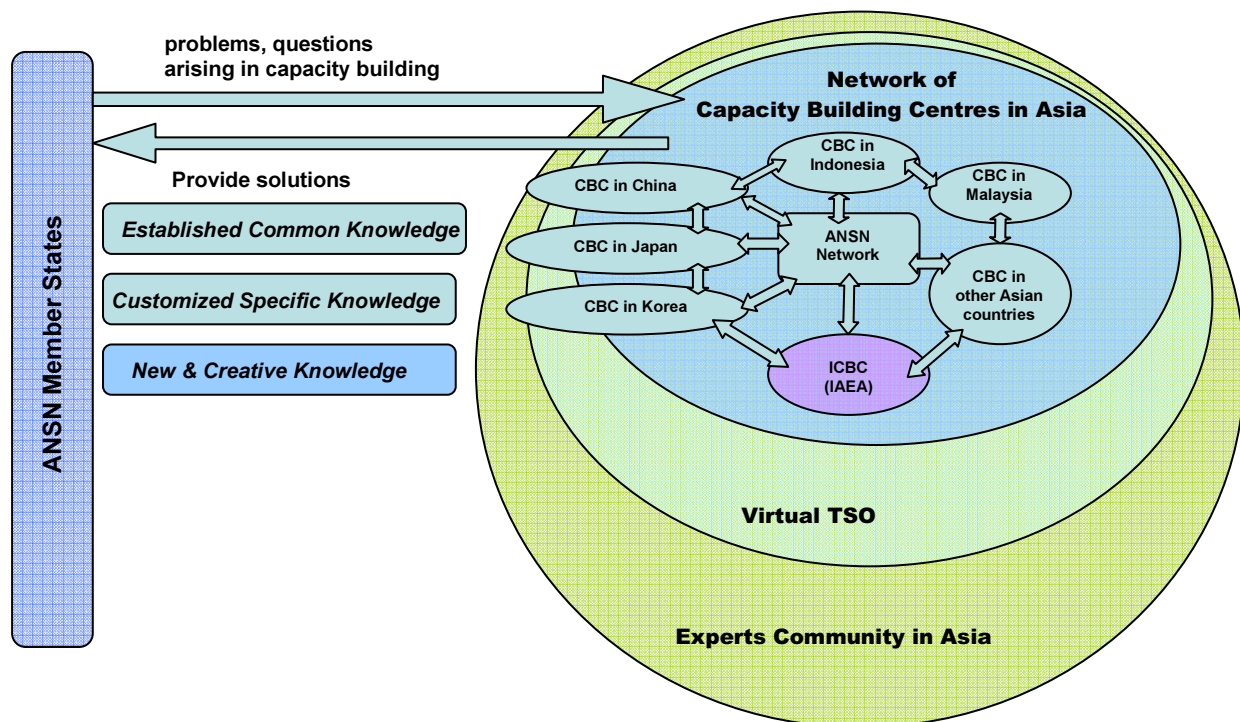 problems, questions
arising in capacity building
Provide solutions
Established Common Knowledge
Customized Specific Knowledge
New & Creative Knowledge
ANSN Member States
Network of
Capacity Building Centres in Asia
CBC in
Indonesia
CBC in China
CBC in
Malaysia
CBC in Japan
ANSN
Network
CBC in Korea
CBC in
other Asian
countries
ICBC
(IAEA)
Virtual TSO
Experts Community in Asia